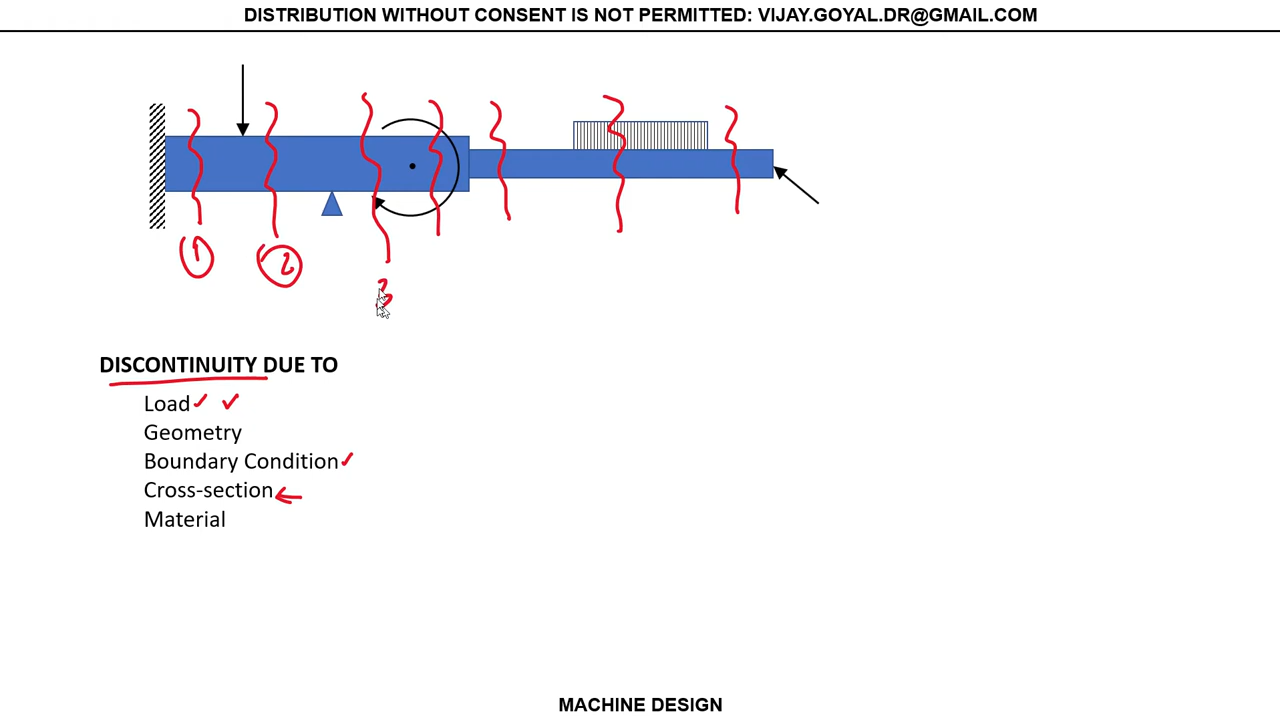 DISTRIBUTION WITHOUT CONSENT IS NOT PERMITTED: VIJAY.GOYAL.DR@GMAIL.COM
1 2
3
DISCONTINUITY DUE TO
Load
Geometry
Boundary Condition
Cross-section
Material
MACHINE DESIGN